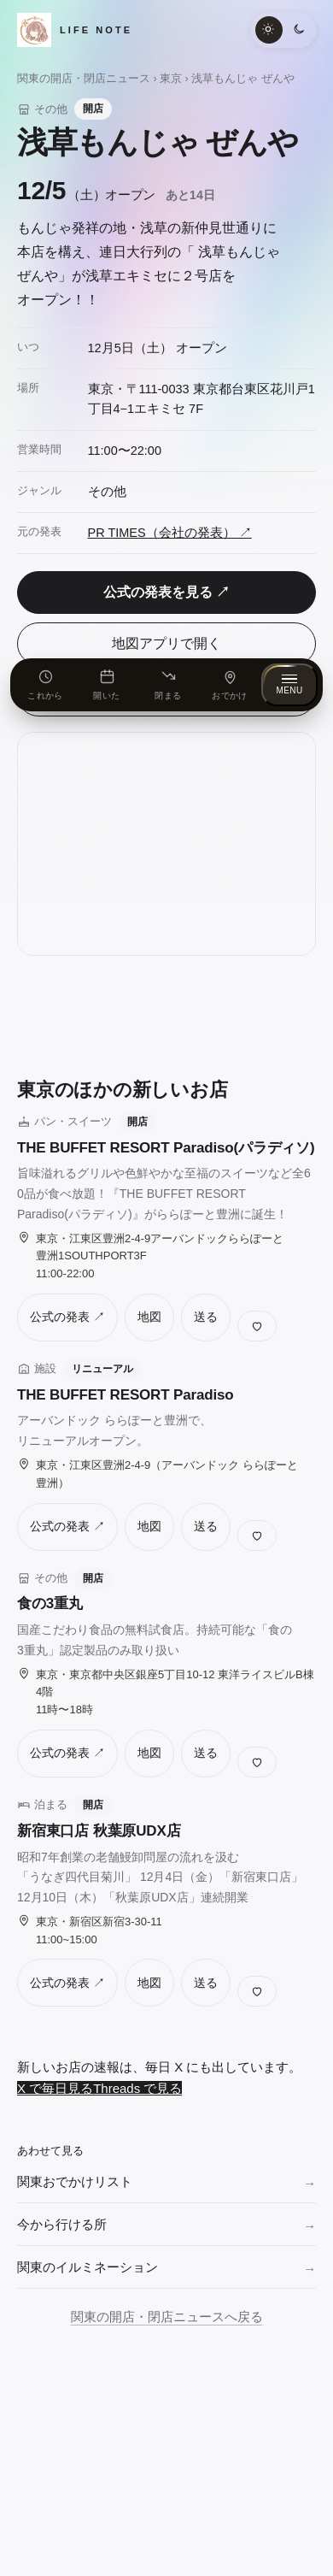 LIFE NOTE
関東の開店・閉店ニュース › 東京 › 浅草もんじゃ ぜんや
その他 開店
浅草もんじゃ ぜんや
12/5（土）オープン あと14日
もんじゃ発祥の地・浅草の新仲見世通りに
本店を構え、連日大行列の「 浅草もんじゃ
ぜんや」が浅草エキミセに２号店を
オープン！！
いつ 12月5日（土） オープン
場所 東京・〒111-0033 東京都台東区花川戸1
丁目4−1エキミセ 7F
営業時間 11:00〜22:00
ジャンル その他
元の発表 PR TIMES（会社の発表） ↗
公式の発表を見る ↗
地図アプリで開く
これから 開いた 閉まる おでかけ MENU
東京のほかの新しいお店
パン・スイーツ 開店
THE BUFFET RESORT Paradiso(パラディソ)
旨味溢れるグリルや色鮮やかな至福のスイーツなど全6
0品が食べ放題！『THE BUFFET RESORT
Paradiso(パラディソ)』がららぽーと豊洲に誕生！
東京・江東区豊洲2-4-9アーバンドックららぽーと
豊洲1SOUTHPORT3F
11:00-22:00
公式の発表 ↗ 地図 送る
施設 リニューアル
THE BUFFET RESORT Paradiso
アーバンドック ららぽーと豊洲で、
リニューアルオープン。
東京・江東区豊洲2-4-9（アーバンドック ららぽーと
豊洲）
公式の発表 ↗ 地図 送る
その他 開店
食の3重丸
国産こだわり食品の無料試食店。持続可能な「食の
3重丸」認定製品のみ取り扱い
東京・東京都中央区銀座5丁目10-12 東洋ライスビルB棟
4階
11時〜18時
公式の発表 ↗ 地図 送る
泊まる 開店
新宿東口店 秋葉原UDX店
昭和7年創業の老舗鰻卸問屋の流れを汲む
「うなぎ四代目菊川」 12月4日（金）「新宿東口店」
12月10日（木）「秋葉原UDX店」連続開業
東京・新宿区新宿3-30-11
11:00~15:00
公式の発表 ↗ 地図 送る
新しいお店の速報は、毎日 X にも出しています。
X で毎日見るThreads で見る
あわせて見る
関東おでかけリスト →
今から行ける所 →
関東のイルミネーション →
関東の開店・閉店ニュースへ戻る